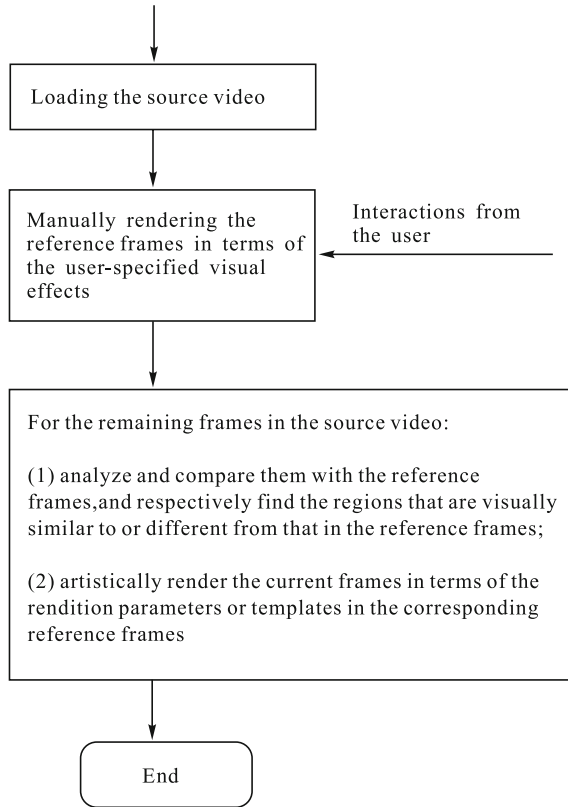 Loading the source video
Manually rendering the
reference frames in terms of
the user-specified visual
effects
Interactions from
the user
For the remaining frames in the source video:
(1) analyze and compare them with the reference
frames,and respectively find the regions that are visually
similar to or different from that in the reference frames;
(2) artistically render the current frames in terms of the
rendition parameters or templates in the corresponding
reference frames
End